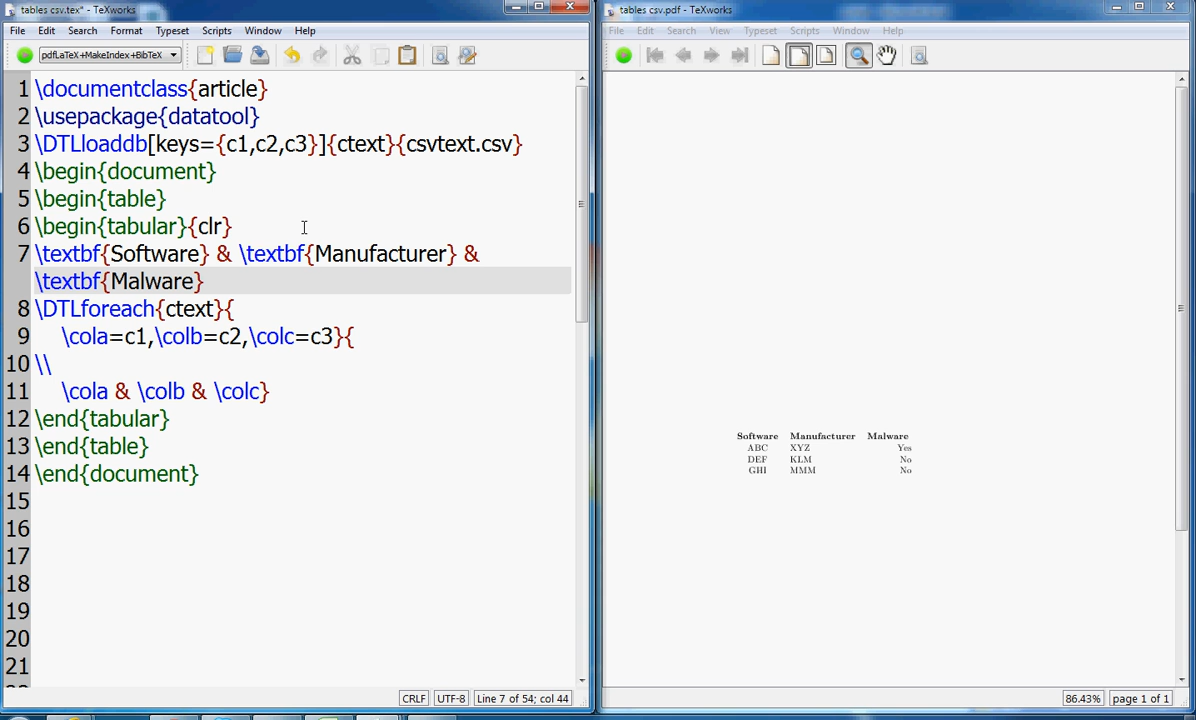 tables csv.tex* - TeXworks
File Edit Search Format Typeset Scripts Window Help
pdfLaTeX+MakeIndex+BibTeX
1 \documentclass{article}
2 \usepackage{datatool}
3 \DTLloaddb[keys={c1,c2,c3}]{ctext}{csvtext.csv}
4 \begin{document}
5 \begin{table}
6 \begin{tabular}{clr}
7 \textbf{Software} & \textbf{Manufacturer} &
\textbf{Malware}
8 \DTLforeach{ctext}{
9 \cola=c1,\colb=c2,\colc=c3}{
10 \\
11 \cola & \colb & \colc}
12 \end{tabular}
13 \end{table}
14 \end{document}
15
16
17
18
19
20
21
CRLF UTF-8 Line 7 of 54; col 44
tables csv.pdf - TeXworks
File Edit Search View Typeset Scripts Window Help
Software Manufacturer Malware
ABC XYZ Yes
DEF KLM No
GHI MMM No
86.43% page 1 of 1